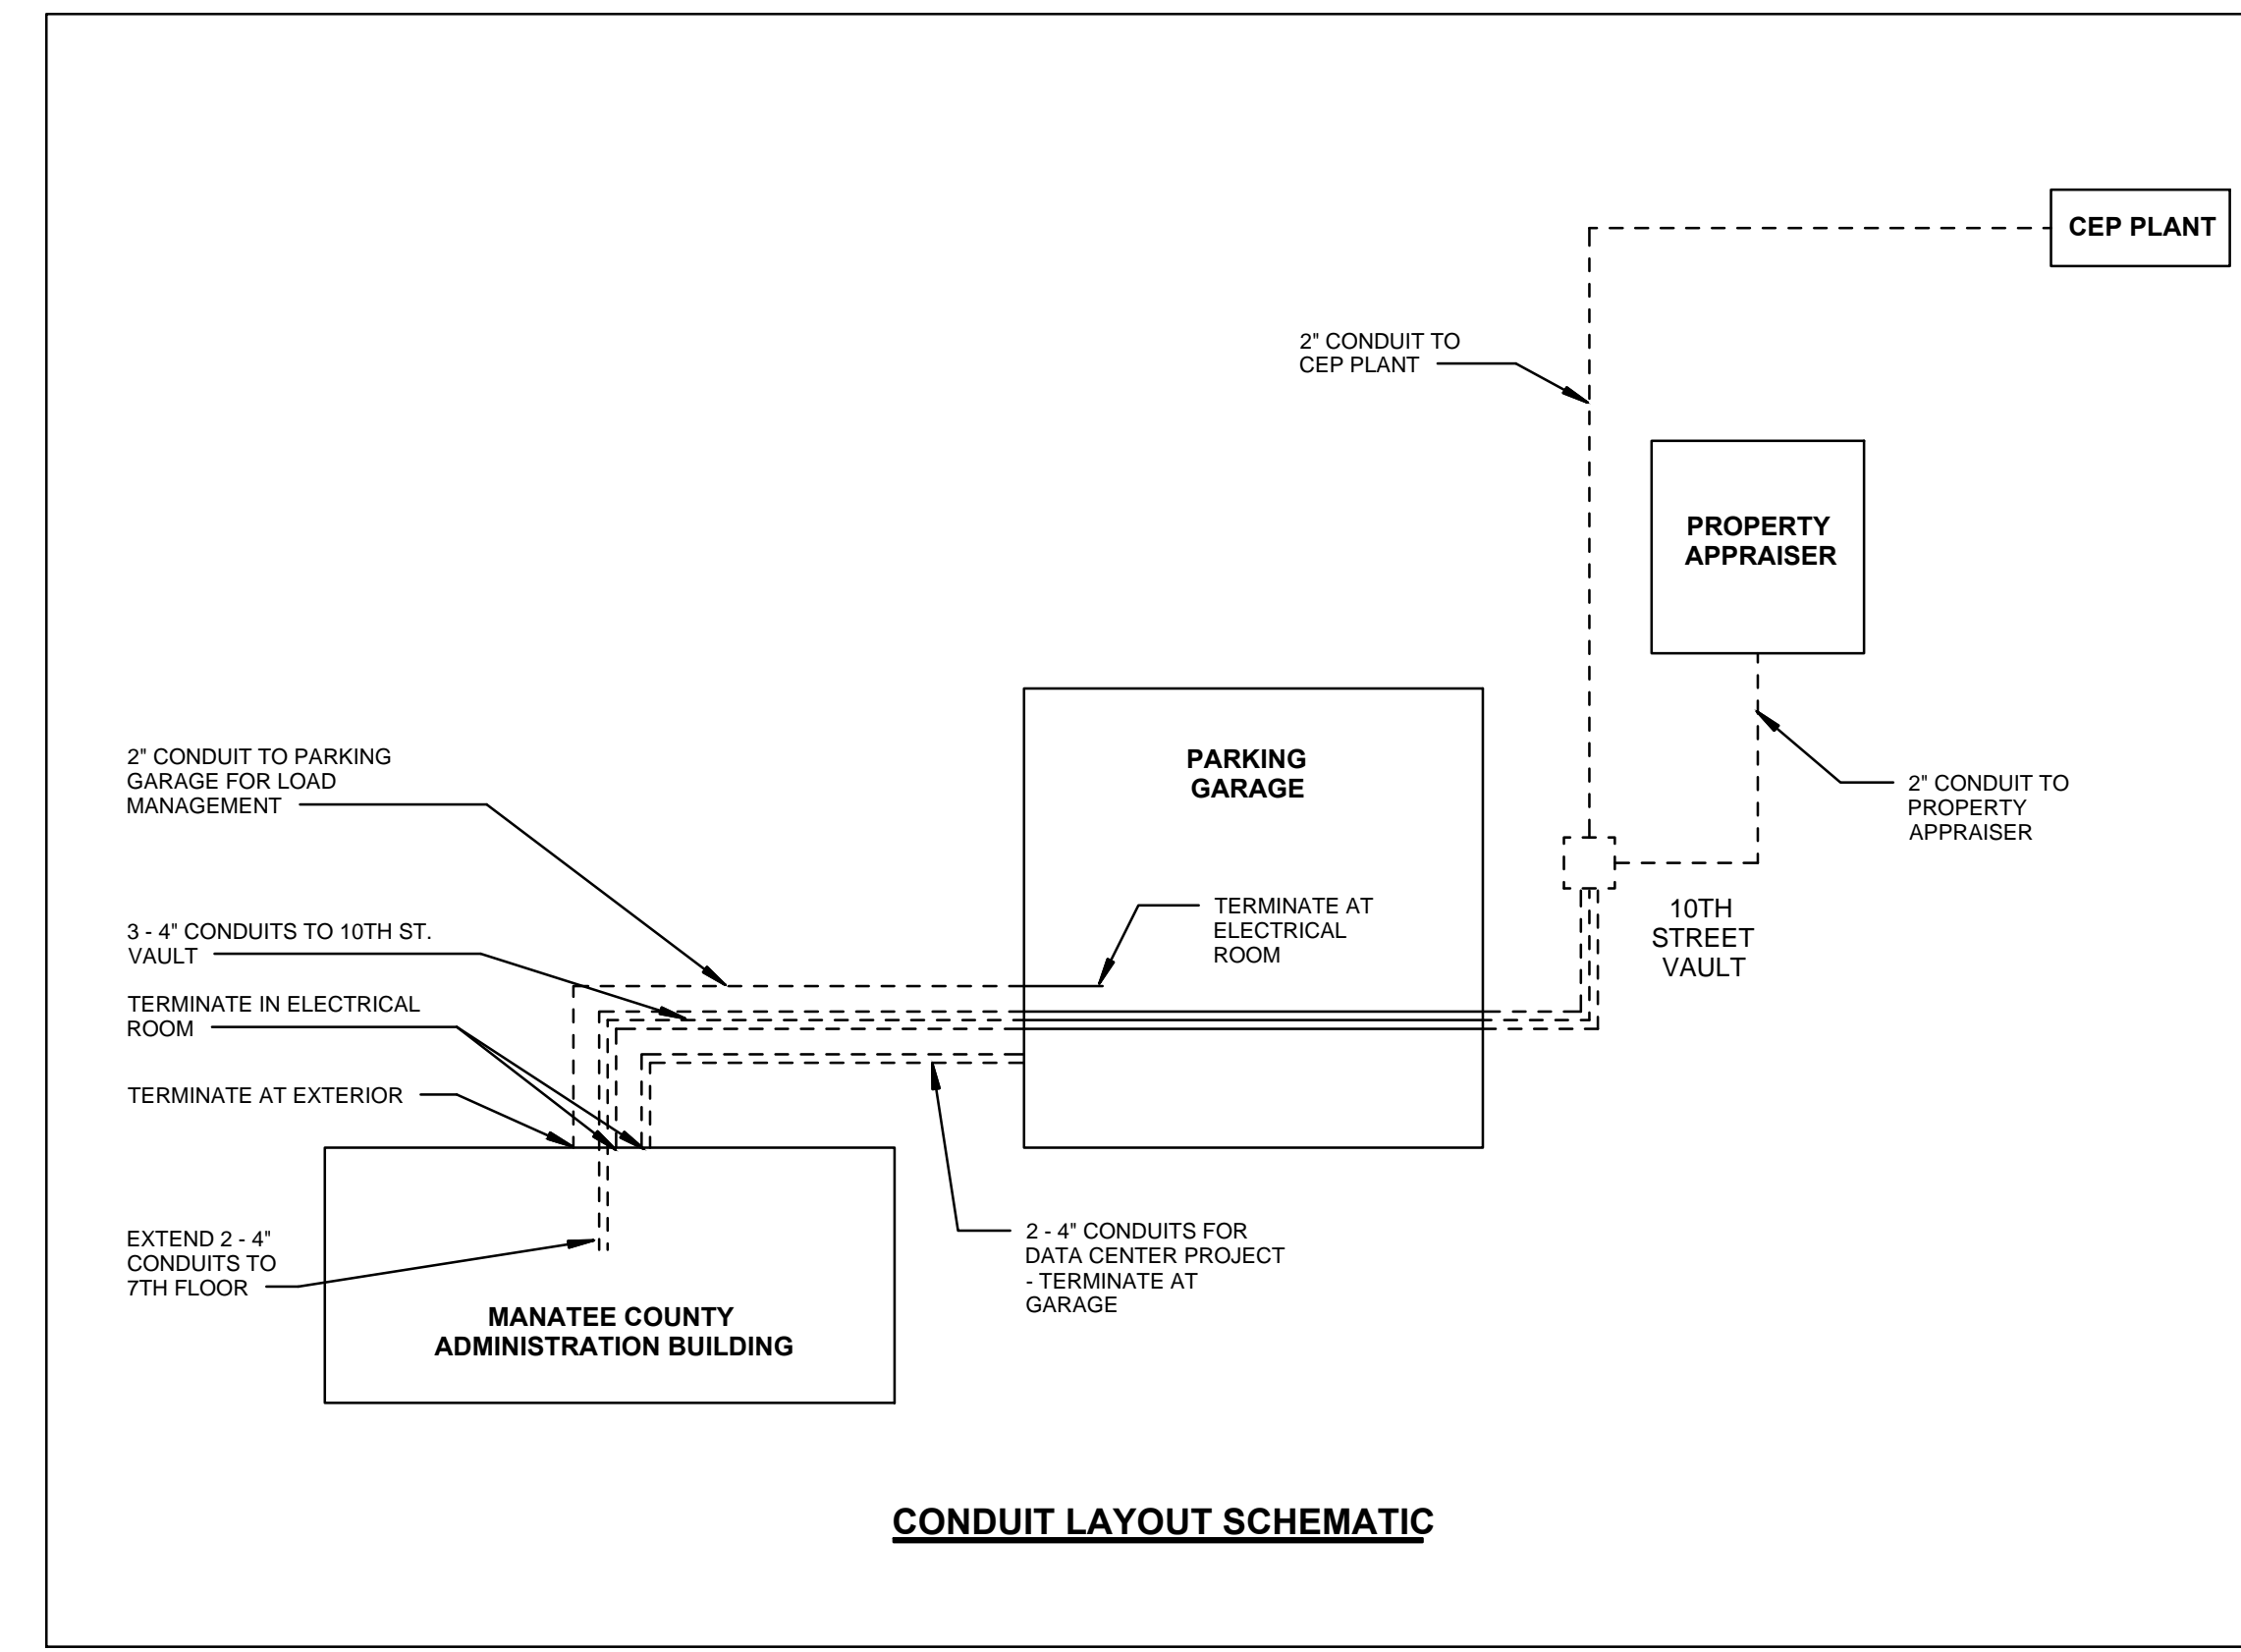 CEP PLANT
2" CONDUIT TO
CEP PLANT
PROPERTY
APPRAISER
2" CONDUIT TO PARKING
GARAGE FOR LOAD
MANAGEMENT
PARKING
GARAGE
2" CONDUIT TO
PROPERTY
APPRAISER
3 - 4" CONDUITS TO 10TH ST.
VAULT
TERMINATE AT
ELECTRICAL
ROOM
10TH
STREET
VAULT
TERMINATE IN ELECTRICAL
ROOM
TERMINATE AT EXTERIOR
EXTEND 2 - 4"
CONDUITS TO
7TH FLOOR
2 - 4" CONDUITS FOR
DATA CENTER PROJECT
- TERMINATE AT
GARAGE
MANATEE COUNTY
ADMINISTRATION BUILDING
CONDUIT LAYOUT SCHEMATIC